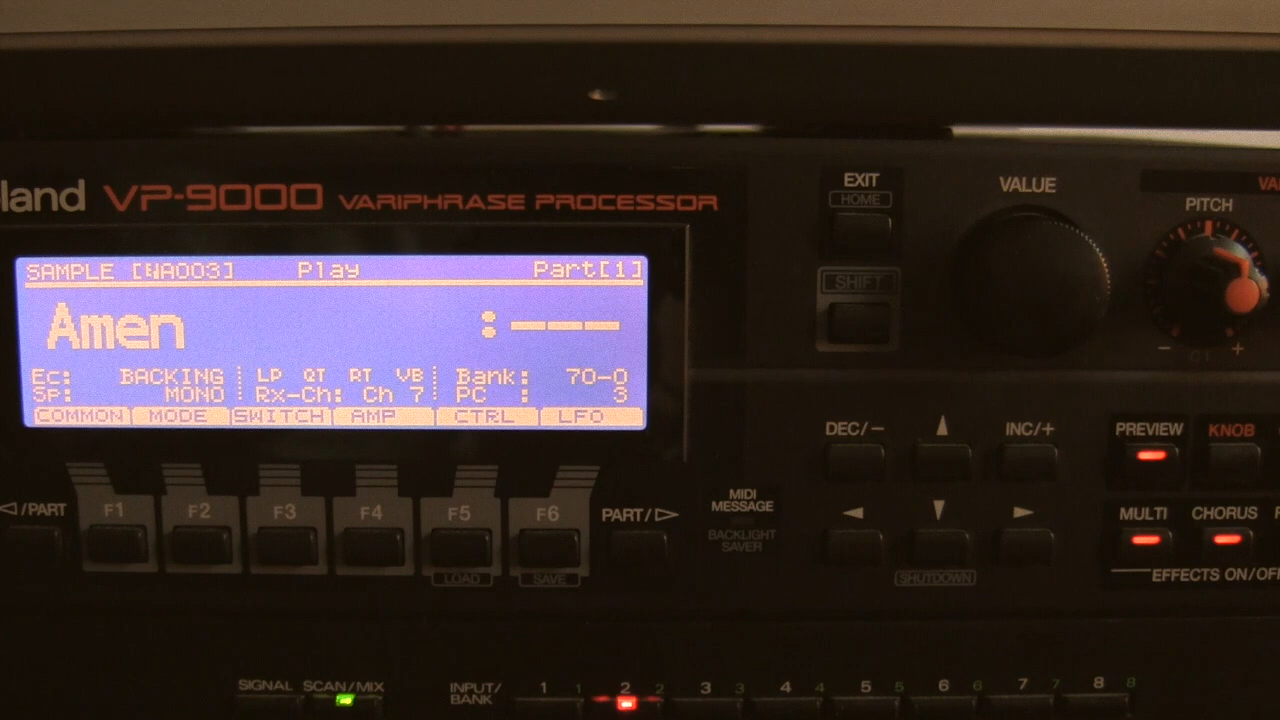 land VP-9000 VARIPHRASE PROCESSOR
EXIT
HOME
VALUE
PITCH
SHIFT
- +
SAMPLE [ A003] Play Part[1]
Amen :---
Ec: BACKING LP QT RT VB Bank: 70-0
Sp: MONO Rx-Ch: Ch 7 PC : 3
COMMON MODE SWITCH AMP CTRL LFO
DEC/- INC/+
PREVIEW KNOB
◁/PART F1 F2 F3 F4 F5 F6 PART/▷
LOAD SAVE
MIDI
MESSAGE
BACKLIGHT
SAVER
SHUTDOWN
MULTI CHORUS
EFFECTS ON/OF
SIGNAL SCAN/MIX
INPUT/
BANK
1 1 2 2 3 3 4 4 5 5 6 6 7 7 8 8